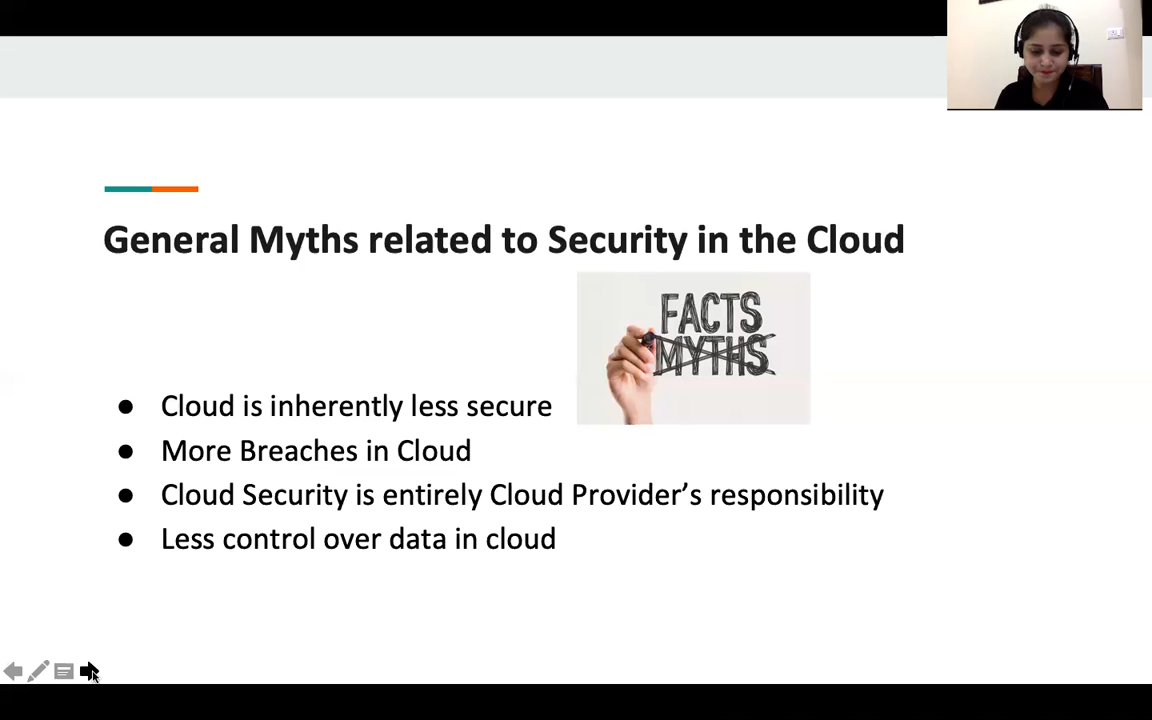 General Myths related to Security in the Cloud
FACTS
MYTHS
● Cloud is inherently less secure
● More Breaches in Cloud
● Cloud Security is entirely Cloud Provider’s responsibility
● Less control over data in cloud